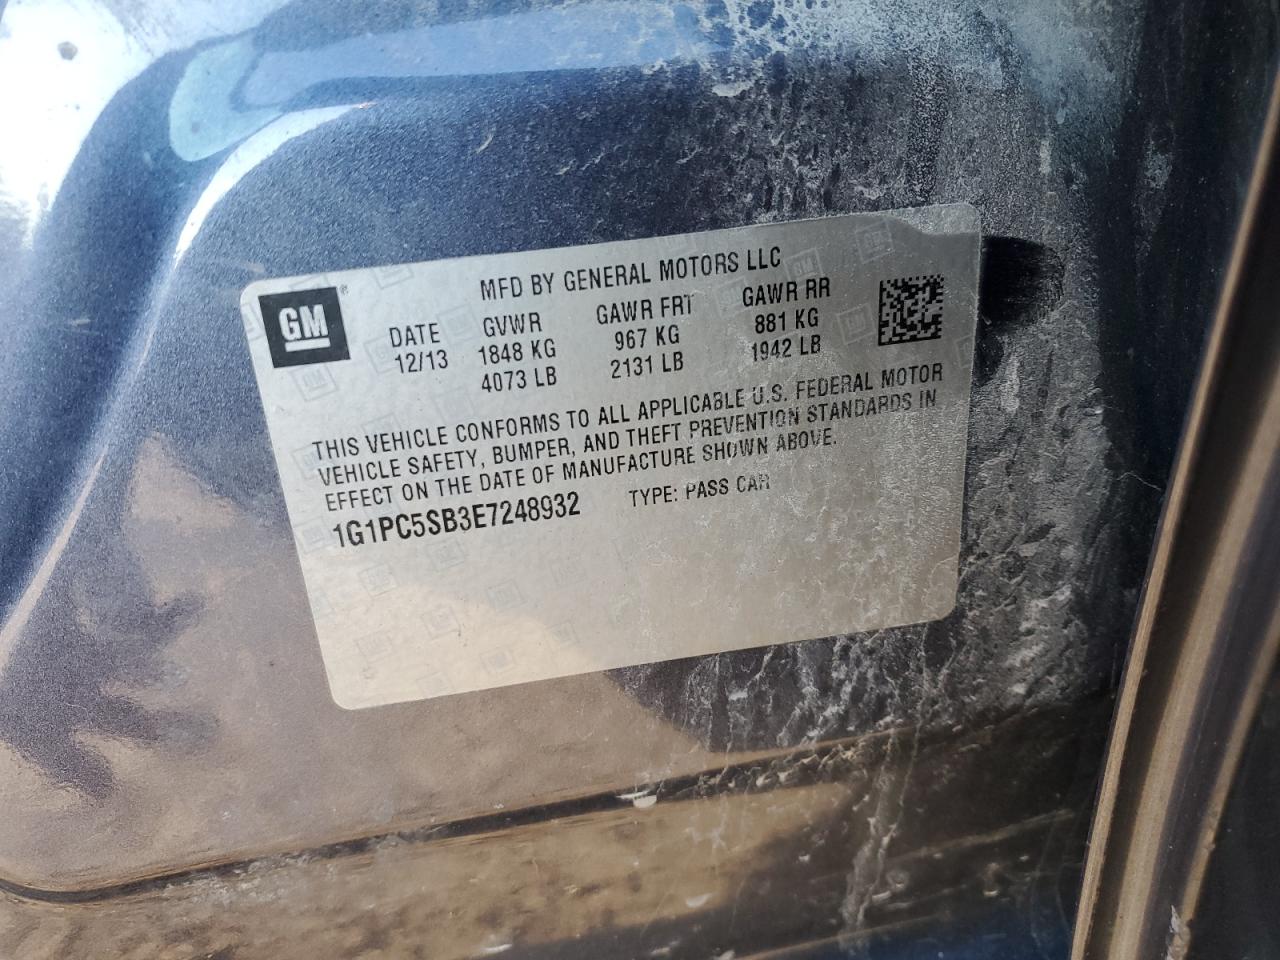 GM
MFD BY GENERAL MOTORS LLC
DATE GVWR GAWR FRT GAWR RR
12/13 1848 KG 967 KG 881 KG
4073 LB 2131 LB 1942 LB
THIS VEHICLE CONFORMS TO ALL APPLICABLE U.S. FEDERAL MOTOR
VEHICLE SAFETY, BUMPER, AND THEFT PREVENTION STANDARDS IN
EFFECT ON THE DATE OF MANUFACTURE SHOWN ABOVE.
1G1PC5SB3E7248932 TYPE: PASS CAR